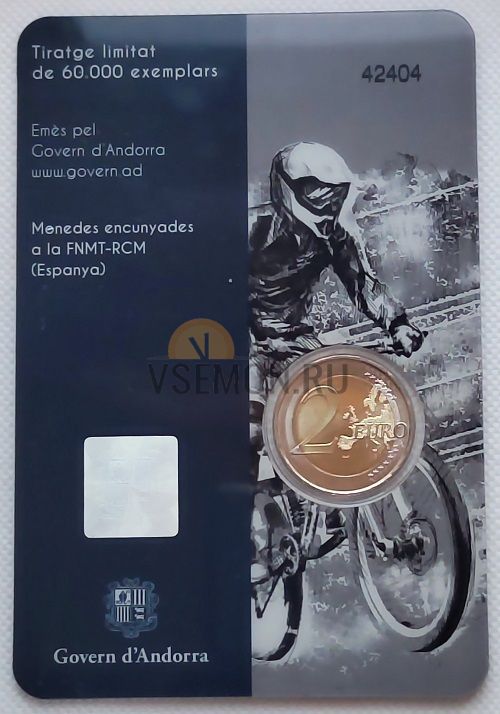 Tiratge limitat
de 60.000 exemplars
42404
Emès pel
Govern d'Andorra
www.govern.ad
Monedes encunyades
a la FNMT-RCM
(Espanya)
VSEMON.RU
2 EURO
Govern d'Andorra